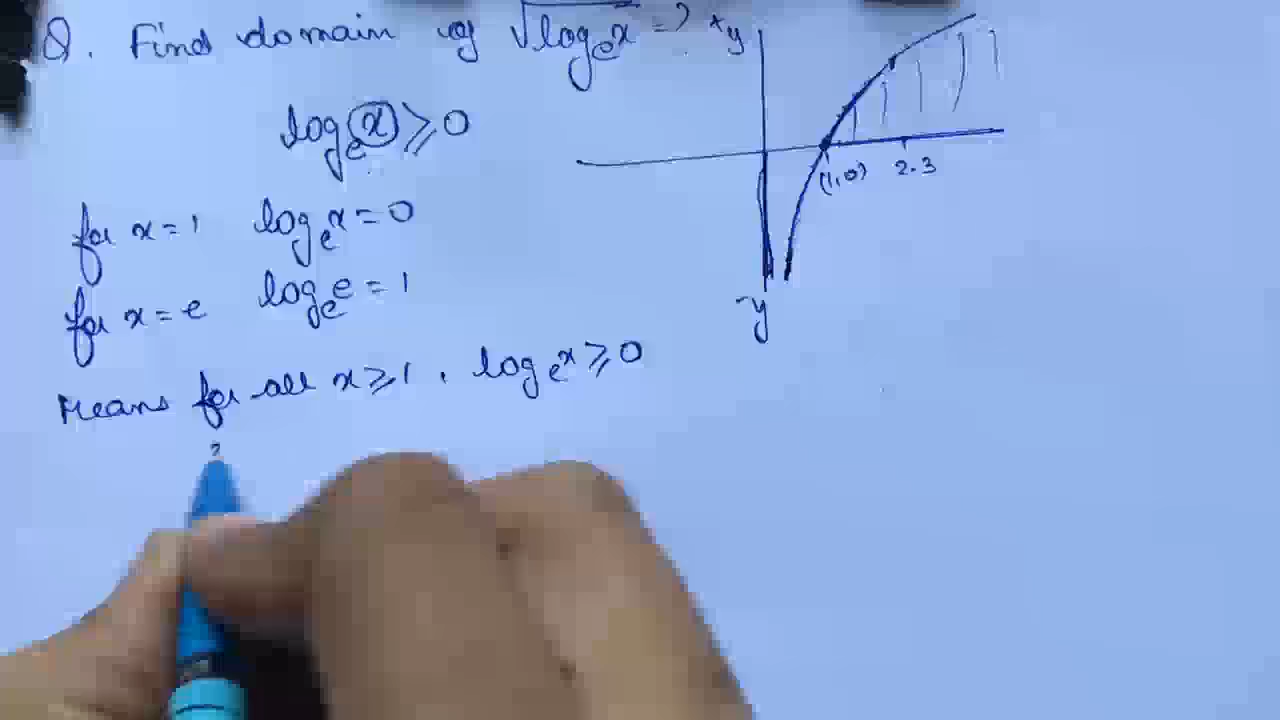 Q. Find domain of √logₑx = ?
+y
logₑx ≥ 0
(1,0) 2.3
for x = 1 logₑx = 0
for x = e logₑe = 1
-y
Means for all x ≥ 1, logₑx ≥ 0